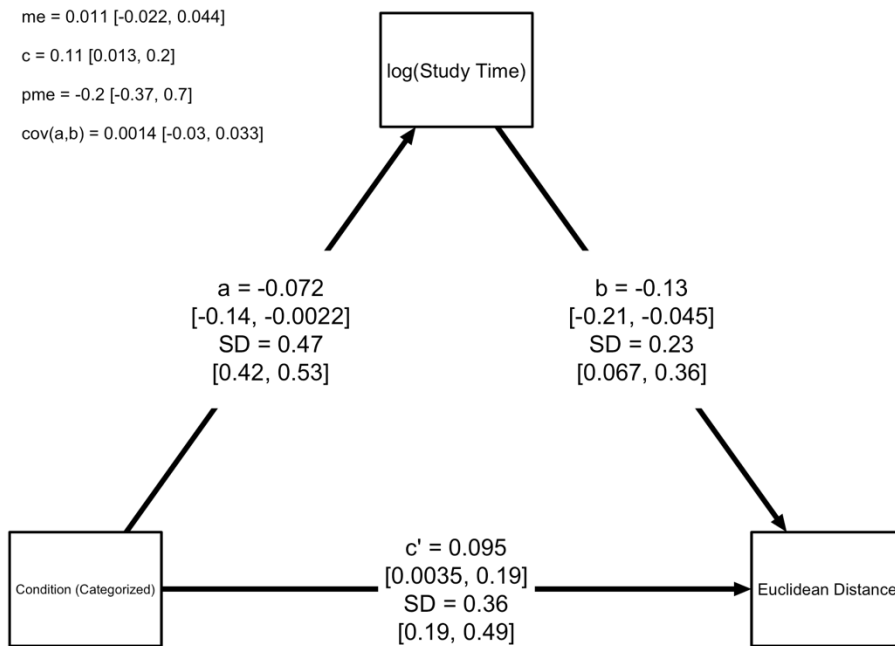 me = 0.011 [-0.022, 0.044]
c = 0.11 [0.013, 0.2]
pme = -0.2 [-0.37, 0.7]
cov(a,b) = 0.0014 [-0.03, 0.033]
log(Study Time)
a = -0.072
[-0.14, -0.0022]
SD = 0.47
[0.42, 0.53]
b = -0.13
[-0.21, -0.045]
SD = 0.23
[0.067, 0.36]
Condition (Categorized)
c' = 0.095
[0.0035, 0.19]
SD = 0.36
[0.19, 0.49]
Euclidean Distance